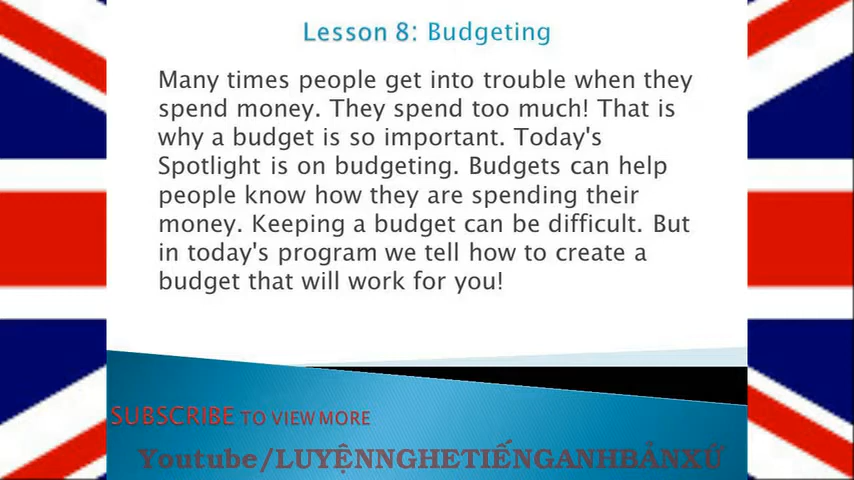 Lesson 8: Budgeting
Many times people get into trouble when they
spend money. They spend too much! That is
why a budget is so important. Today's
Spotlight is on budgeting. Budgets can help
people know how they are spending their
money. Keeping a budget can be difficult. But
in today's program we tell how to create a
budget that will work for you!
SUBSCRIBE TO VIEW MORE
Youtube/LUYỆNNGHETIẾNGANHBẢNXỨ